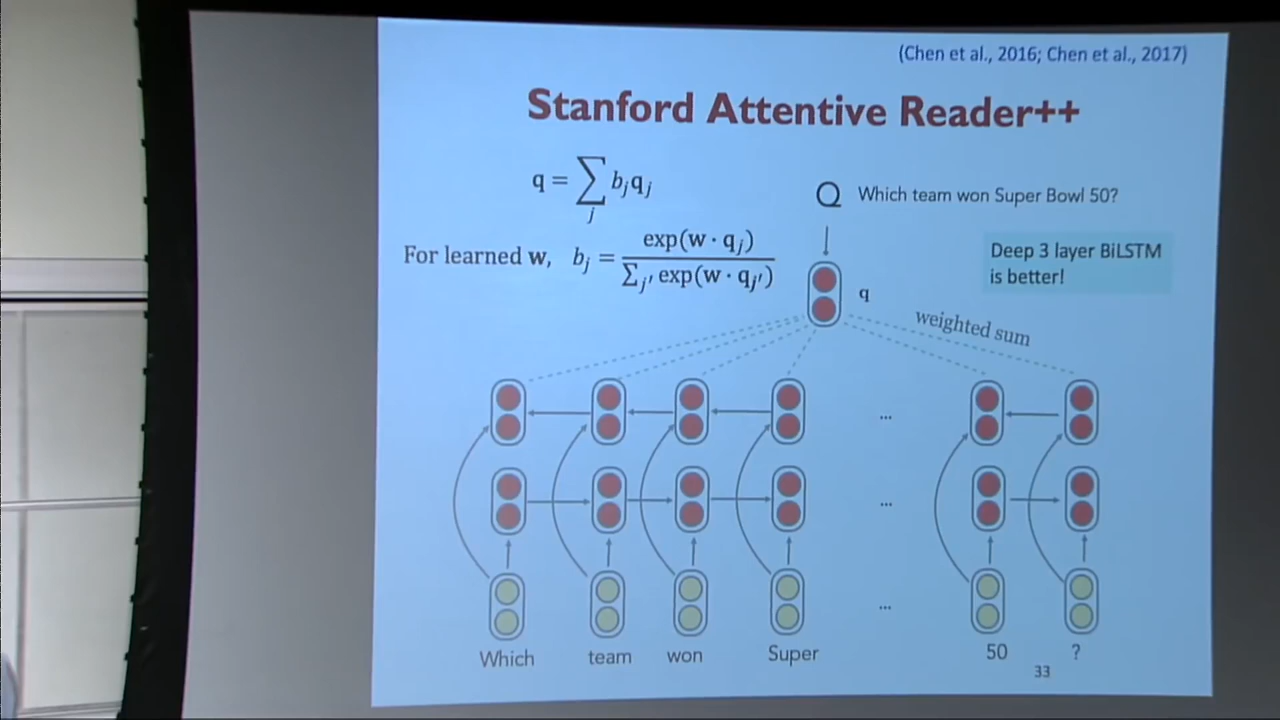 (Chen et al., 2016; Chen et al., 2017)
Stanford Attentive Reader++
q = ∑_j b_j q_j
Q Which team won Super Bowl 50?
For learned w, b_j = exp(w · q_j) / ∑_j′ exp(w · q_j′)
Deep 3 layer BiLSTM
is better!
q
weighted sum
...
...
...
Which team won Super 50 ?
33